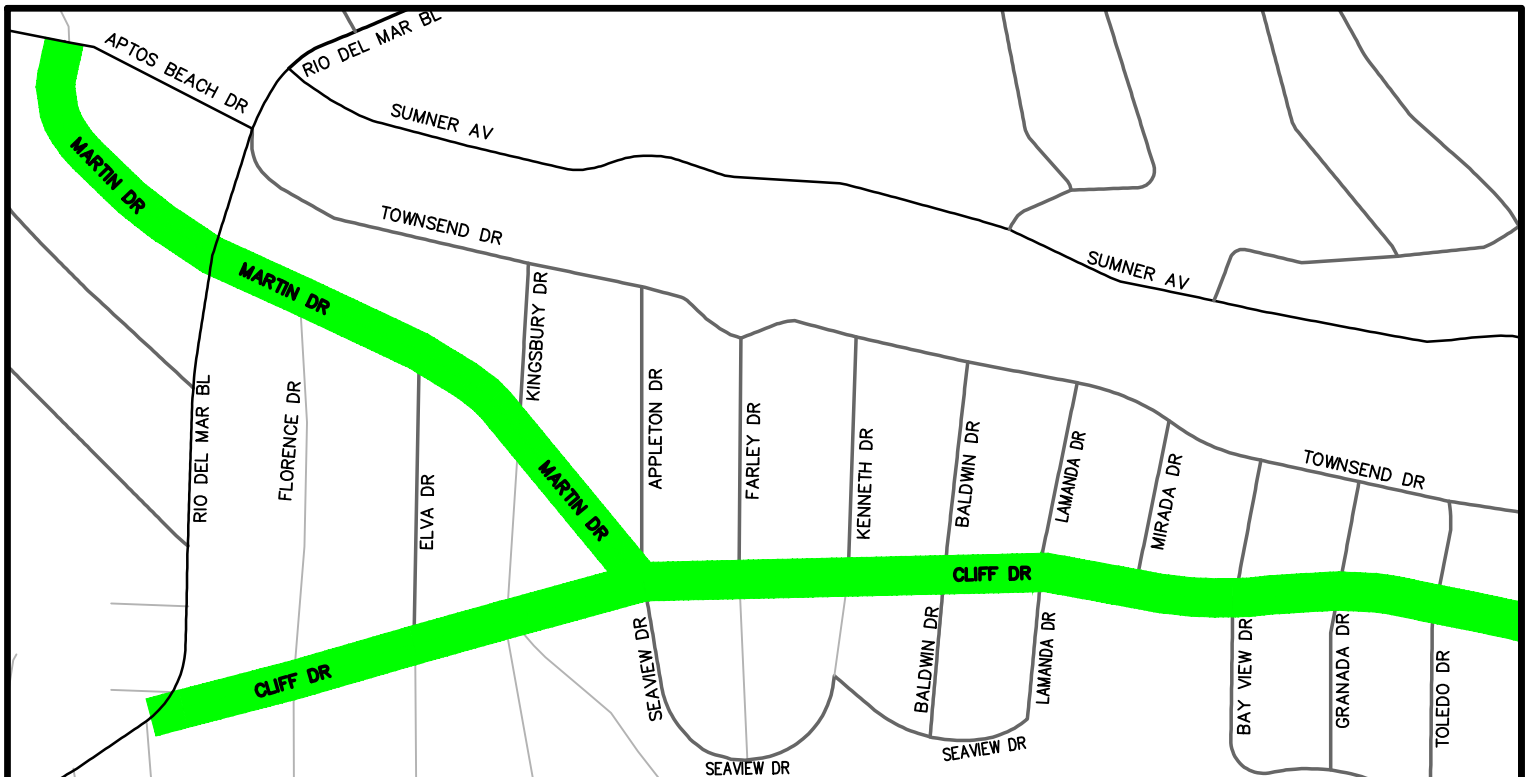 RIO DEL MAR BL
APTOS BEACH DR
SUMNER AV
MARTIN DR
TOWNSEND DR
SUMNER AV
MARTIN DR
KINGSBURY DR
RIO DEL MAR BL
FLORENCE DR
ELVA DR
MARTIN DR
APPLETON DR
FARLEY DR
KENNETH DR
BALDWIN DR
LAMANDA DR
MIRADA DR
TOWNSEND DR
CLIFF DR
CLIFF DR
SEAVIEW DR
BALDWIN DR
LAMANDA DR
BAY VIEW DR
GRANADA DR
TOLEDO DR
SEAVIEW DR
SEAVIEW DR